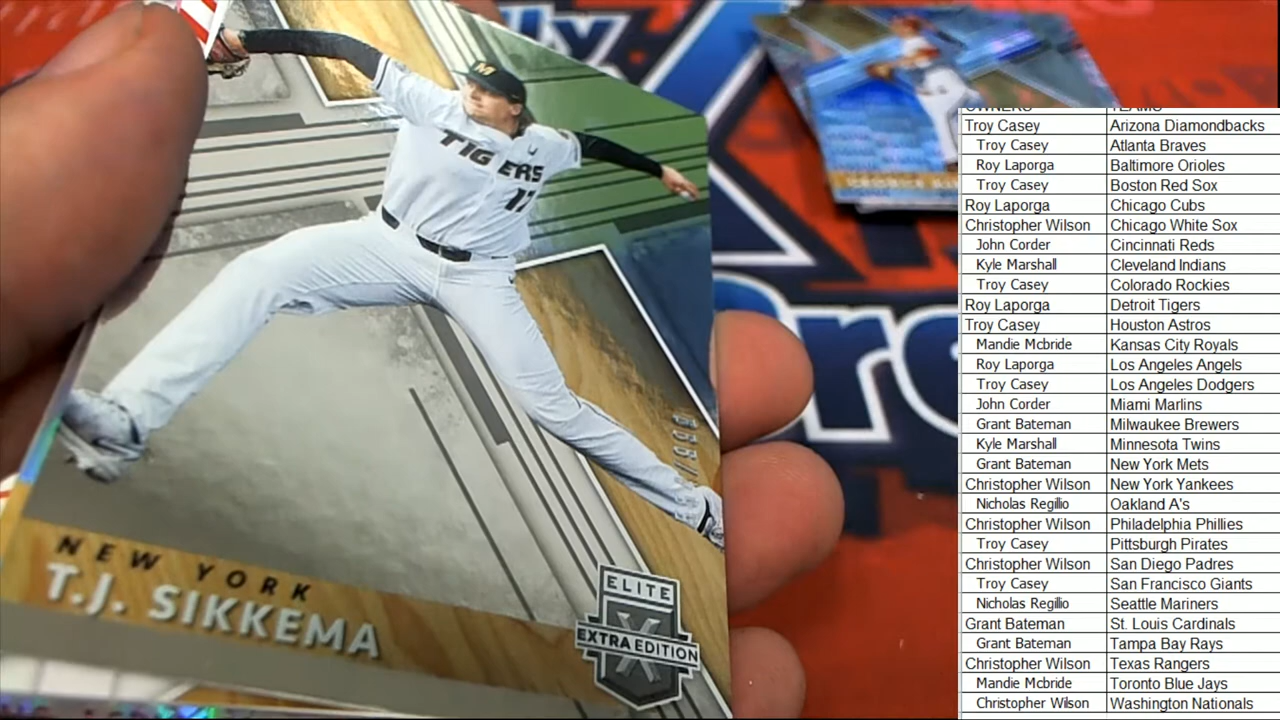 M
TIGERS
17
NEW YORK
T.J. SIKKEMA
ELITE
EXTRA EDITION
X
GEORGE
OWNERS TEAMS
Troy Casey Arizona Diamondbacks
Troy Casey Atlanta Braves
Roy Laporga Baltimore Orioles
Troy Casey Boston Red Sox
Roy Laporga Chicago Cubs
Christopher Wilson Chicago White Sox
John Corder Cincinnati Reds
Kyle Marshall Cleveland Indians
Troy Casey Colorado Rockies
Roy Laporga Detroit Tigers
Troy Casey Houston Astros
Mandie Mcbride Kansas City Royals
Roy Laporga Los Angeles Angels
Troy Casey Los Angeles Dodgers
John Corder Miami Marlins
Grant Bateman Milwaukee Brewers
Kyle Marshall Minnesota Twins
Grant Bateman New York Mets
Christopher Wilson New York Yankees
Nicholas Regillio Oakland A's
Christopher Wilson Philadelphia Phillies
Troy Casey Pittsburgh Pirates
Christopher Wilson San Diego Padres
Troy Casey San Francisco Giants
Nicholas Regillio Seattle Mariners
Grant Bateman St. Louis Cardinals
Grant Bateman Tampa Bay Rays
Christopher Wilson Texas Rangers
Mandie Mcbride Toronto Blue Jays
Christopher Wilson Washington Nationals